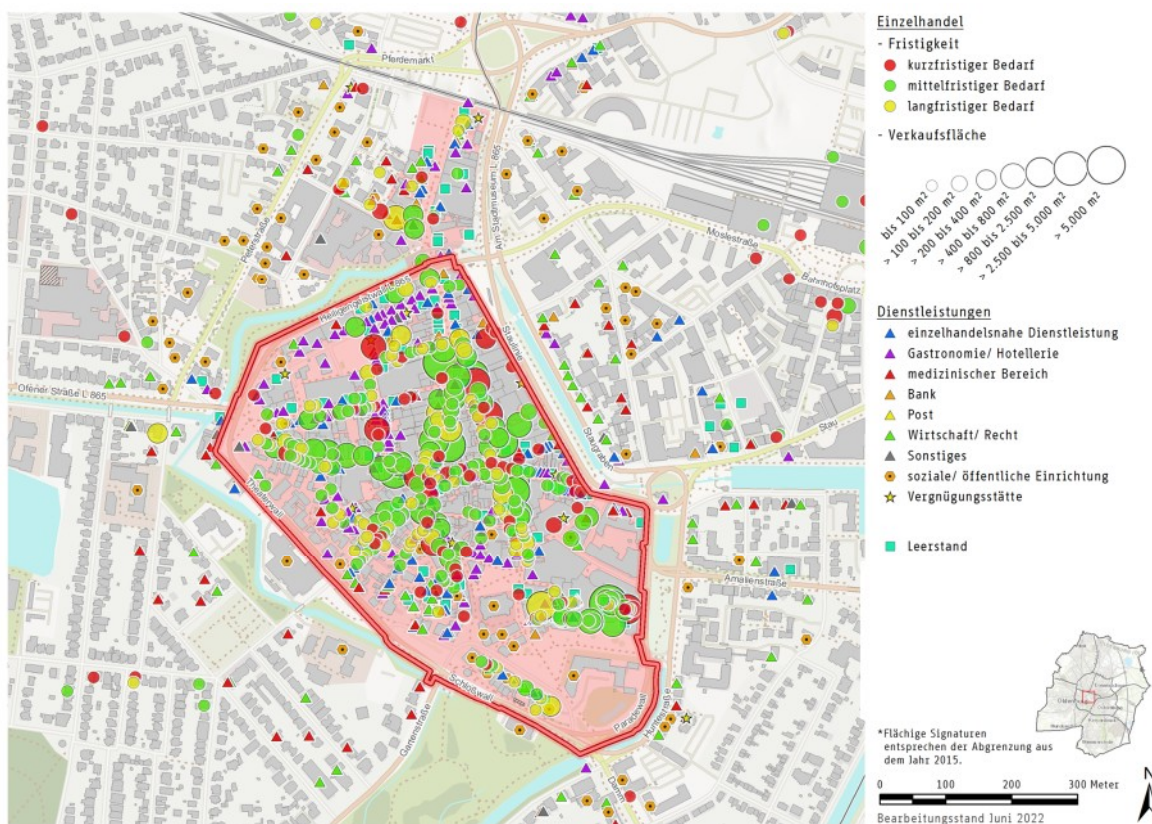 Einzelhandel
- Fristigkeit
kurzfristiger Bedarf
mittelfristiger Bedarf
langfristiger Bedarf
- Verkaufsfläche
bis 100 m²
> 100 bis 200 m²
> 200 bis 400 m²
> 400 bis 800 m²
> 800 bis 2.500 m²
> 2.500 bis 5.000 m²
> 5.000 m²
Dienstleistungen
einzelhandelsnahe Dienstleistung
Gastronomie/ Hotellerie
medizinischer Bereich
Bank
Post
Wirtschaft/ Recht
Sonstiges
soziale/ öffentliche Einrichtung
Vergnügungsstätte
Leerstand
*Flächige Signaturen
entsprechen der Abgrenzung aus
dem Jahr 2015.
0 100 200 300 Meter
N
Bearbeitungsstand Juni 2022
Pferdemarkt
Peterstraße
Am Stadtmuseum L 865
Moslestraße
Bahnhofsplatz
Heiligengeistwall L 865
Staulinie
Ofener Straße L 865
Staugraben
Stau
Theaterwall
Amalienstraße
Schloßwall
Paradewall
Huntestraße
Gartenstraße
Damm